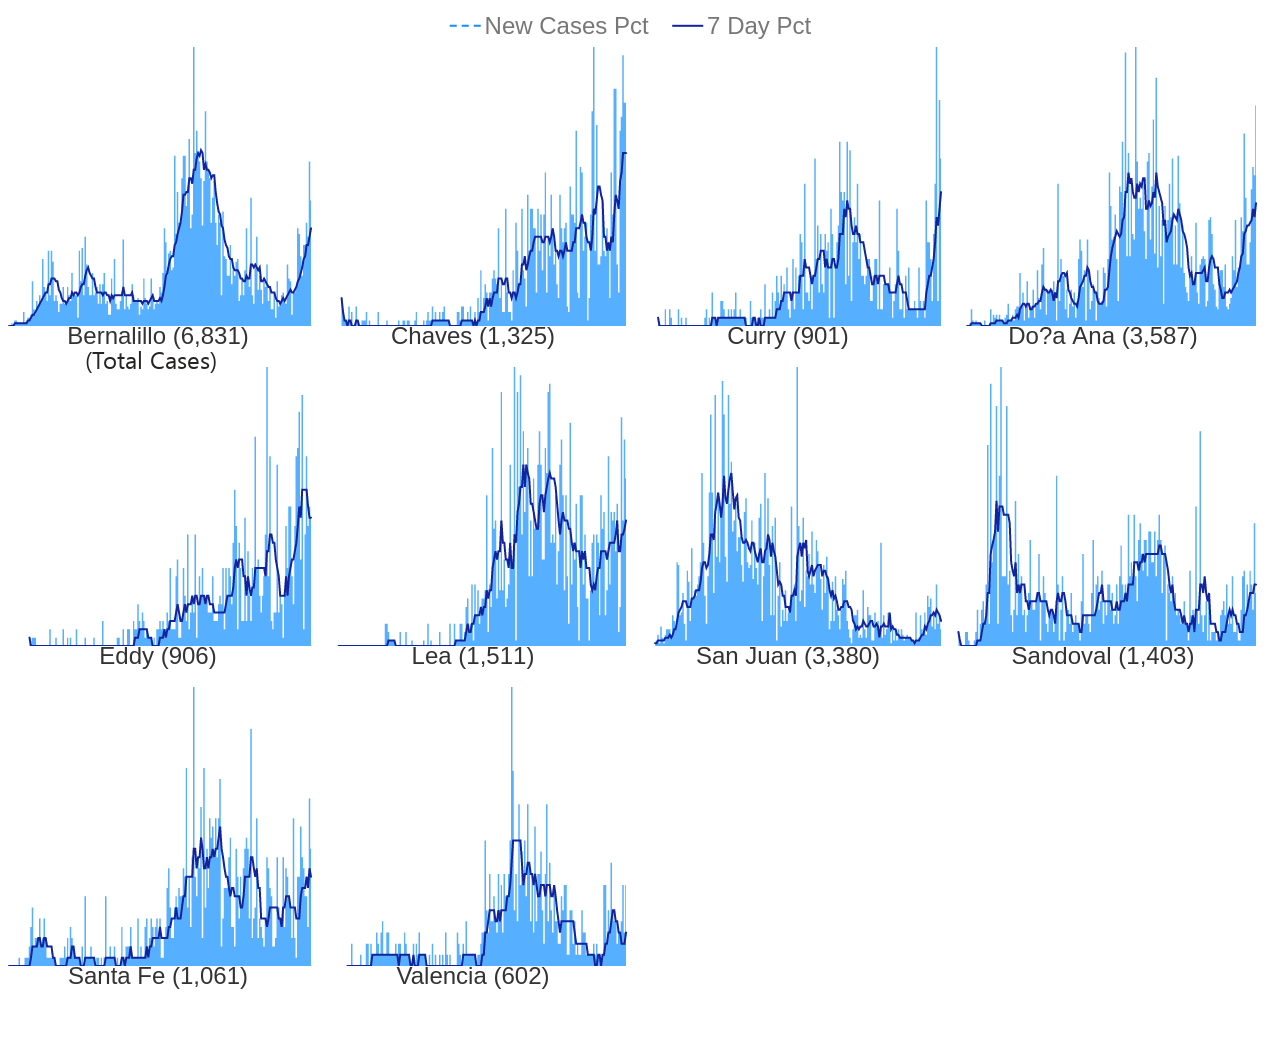 New Cases Pct 7 Day Pct
Bernalillo (6,831)
(Total Cases)
Chaves (1,325)
Curry (901)
Do?a Ana (3,587)
Eddy (906)
Lea (1,511)
San Juan (3,380)
Sandoval (1,403)
Santa Fe (1,061)
Valencia (602)